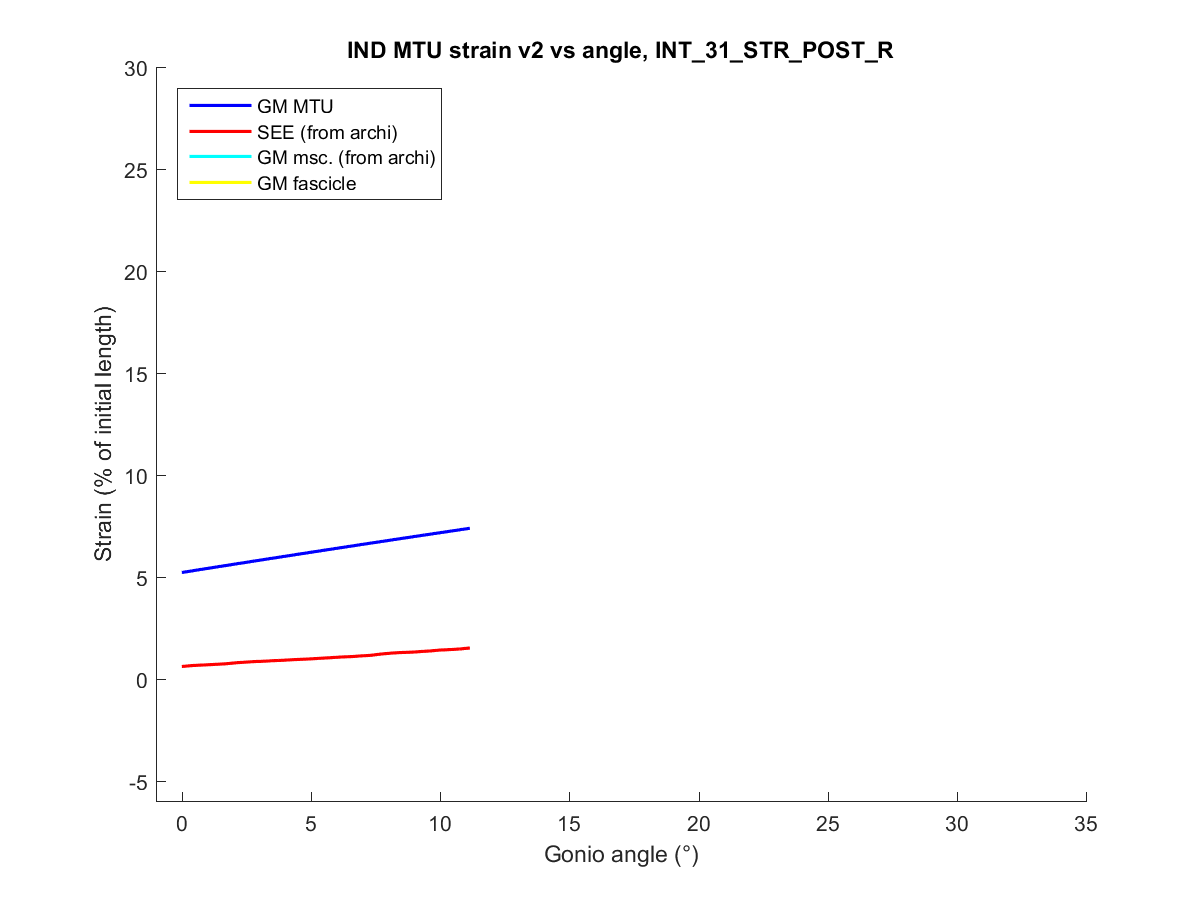 IND MTU strain v2 vs angle, INT_31_STR_POST_R
30
25
20
15
10
5
0
-5
Strain (% of initial length)
GM MTU
SEE (from archi)
GM msc. (from archi)
GM fascicle
0 5 10 15 20 25 30 35
Gonio angle (°)